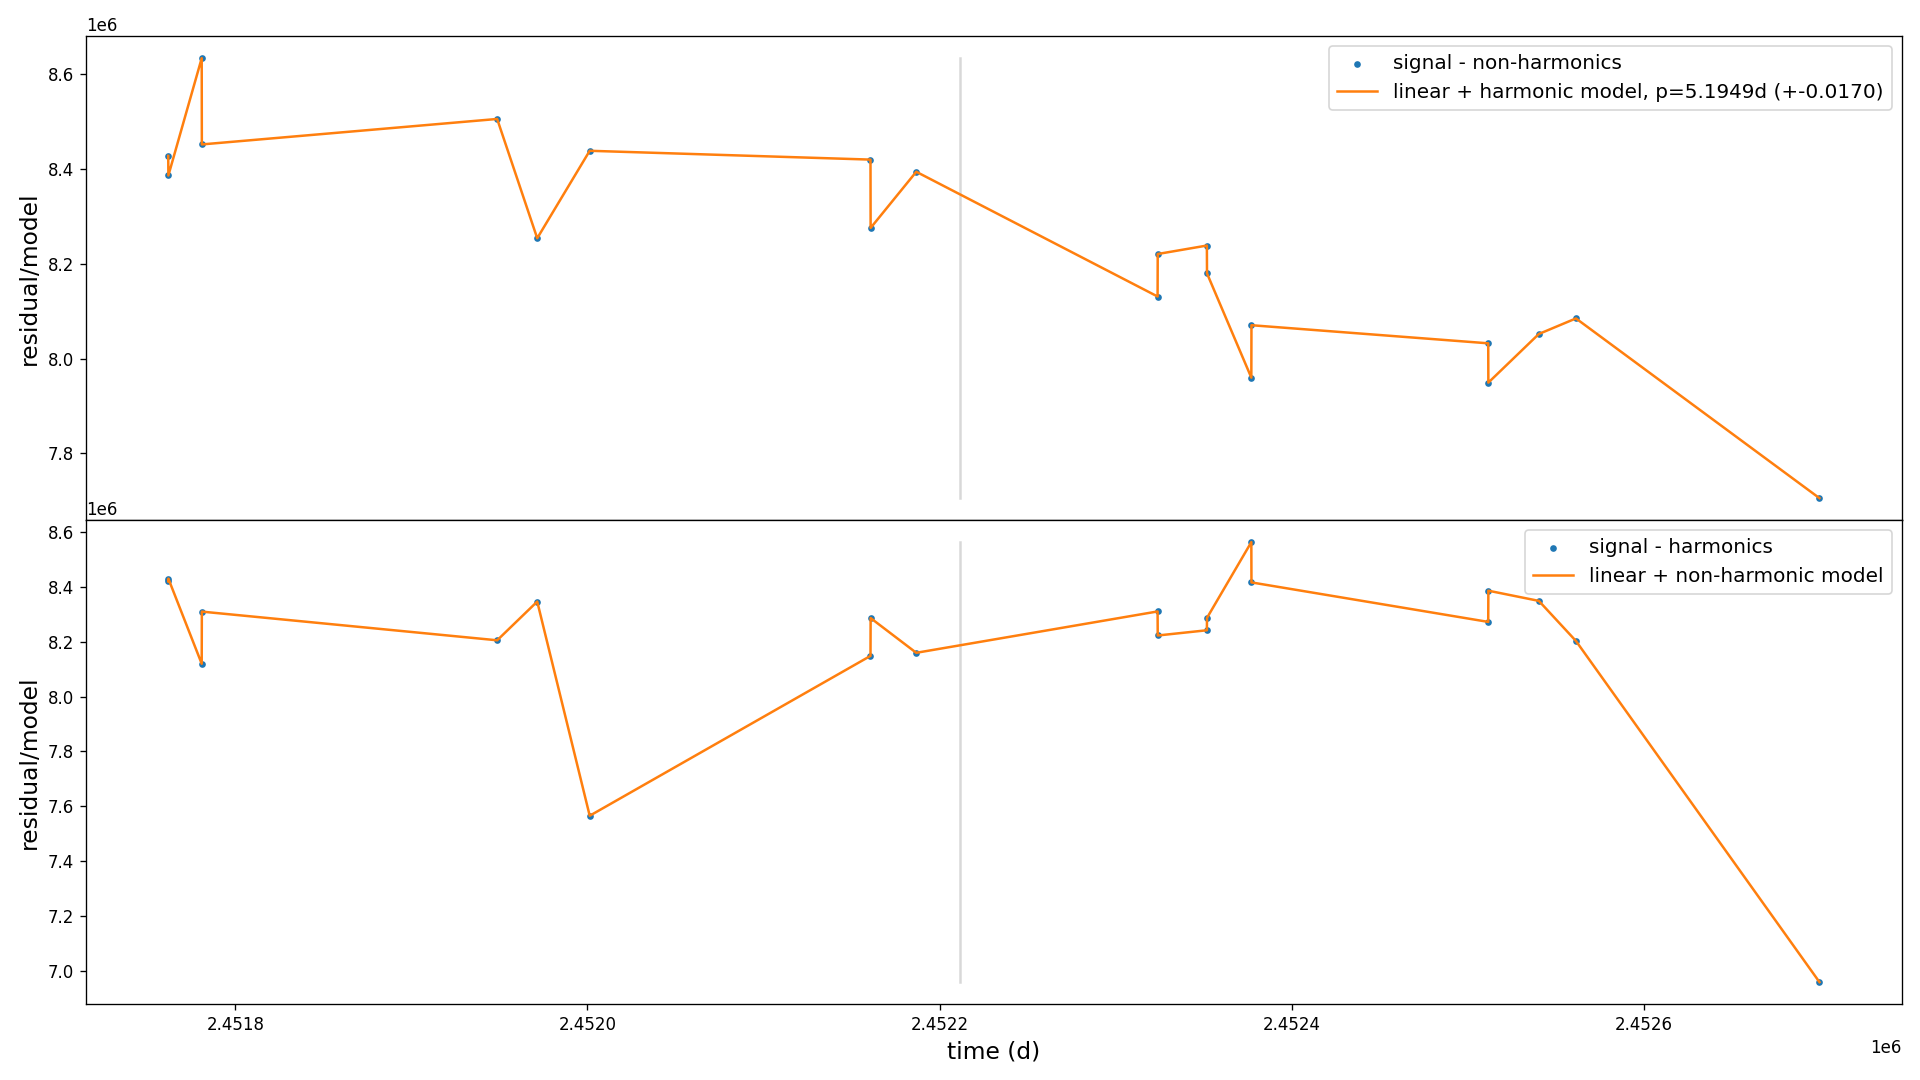 1e6
8.6
8.4
8.2
8.0
7.8
residual/model
signal - non-harmonics
linear + harmonic model, p=5.1949d (+-0.0170)
1e6
8.6
8.4
8.2
8.0
7.8
7.6
7.4
7.2
7.0
residual/model
signal - harmonics
linear + non-harmonic model
2.4518
2.4520
2.4522
2.4524
2.4526
time (d)
1e6